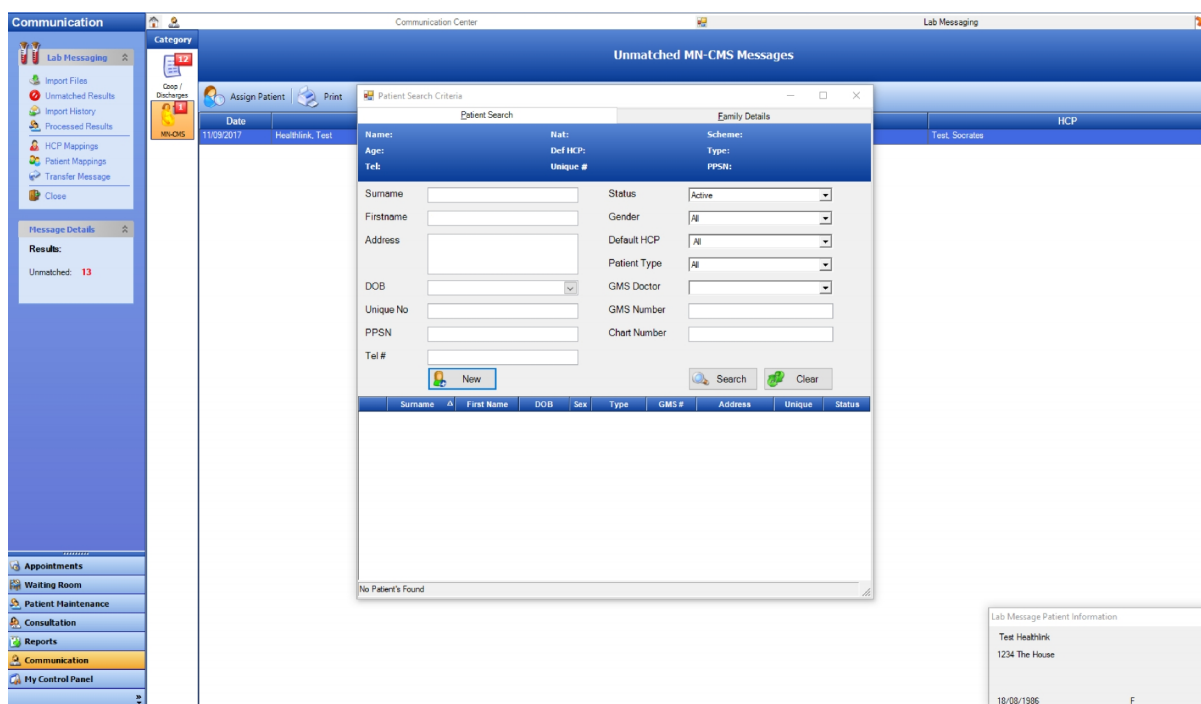 Communication
Communication Center
Lab Messaging
Lab Messaging
Import Files
Unmatched Results
Import History
Processed Results
HCP Mappings
Patient Mappings
Transfer Message
Close
Message Details
Results:
Unmatched: 13
Category
12
Coop /
Discharges
1
MN-CMS
Unmatched MN-CMS Messages
Assign Patient
Print
Date
HCP
11/09/2017
Healthlink, Test
Test, Socrates
Patient Search Criteria
Patient Search
Family Details
Name:
Nat:
Scheme:
Age:
Def HCP:
Type:
Tel:
Unique #
PPSN:
Surname
Status
Active
Firstname
Gender
All
Address
Default HCP
All
Patient Type
All
DOB
GMS Doctor
Unique No
GMS Number
PPSN
Chart Number
Tel #
New
Search
Clear
Surname
First Name
DOB
Sex
Type
GMS #
Address
Unique
Status
No Patient's Found
Appointments
Waiting Room
Patient Maintenance
Consultation
Reports
Communication
My Control Panel
Lab Message Patient Information
Test Healthlink
1234 The House
18/08/1986
F